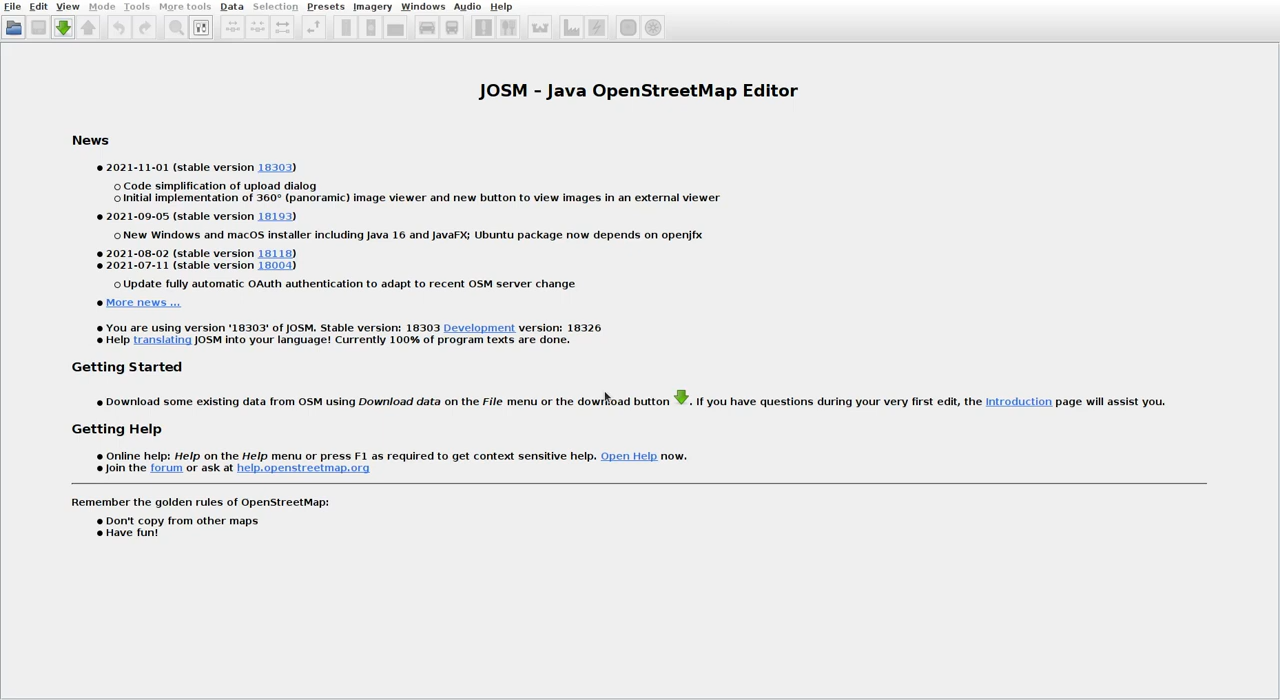 File Edit View Mode Tools More tools Data Selection Presets Imagery Windows Audio Help
JOSM – Java OpenStreetMap Editor
News
2021-11-01 (stable version 18303)
Code simplification of upload dialog
Initial implementation of 360° (panoramic) image viewer and new button to view images in an external viewer
2021-09-05 (stable version 18193)
New Windows and macOS installer including Java 16 and JavaFX; Ubuntu package now depends on openjfx
2021-08-02 (stable version 18118)
2021-07-11 (stable version 18004)
Update fully automatic OAuth authentication to adapt to recent OSM server change
More news ...
You are using version '18303' of JOSM. Stable version: 18303 Development version: 18326
Help translating JOSM into your language! Currently 100% of program texts are done.
Getting Started
Download some existing data from OSM using Download data on the File menu or the download button . If you have questions during your very first edit, the Introduction page will assist you.
Getting Help
Online help: Help on the Help menu or press F1 as required to get context sensitive help. Open Help now.
Join the forum or ask at help.openstreetmap.org
Remember the golden rules of OpenStreetMap:
Don't copy from other maps
Have fun!